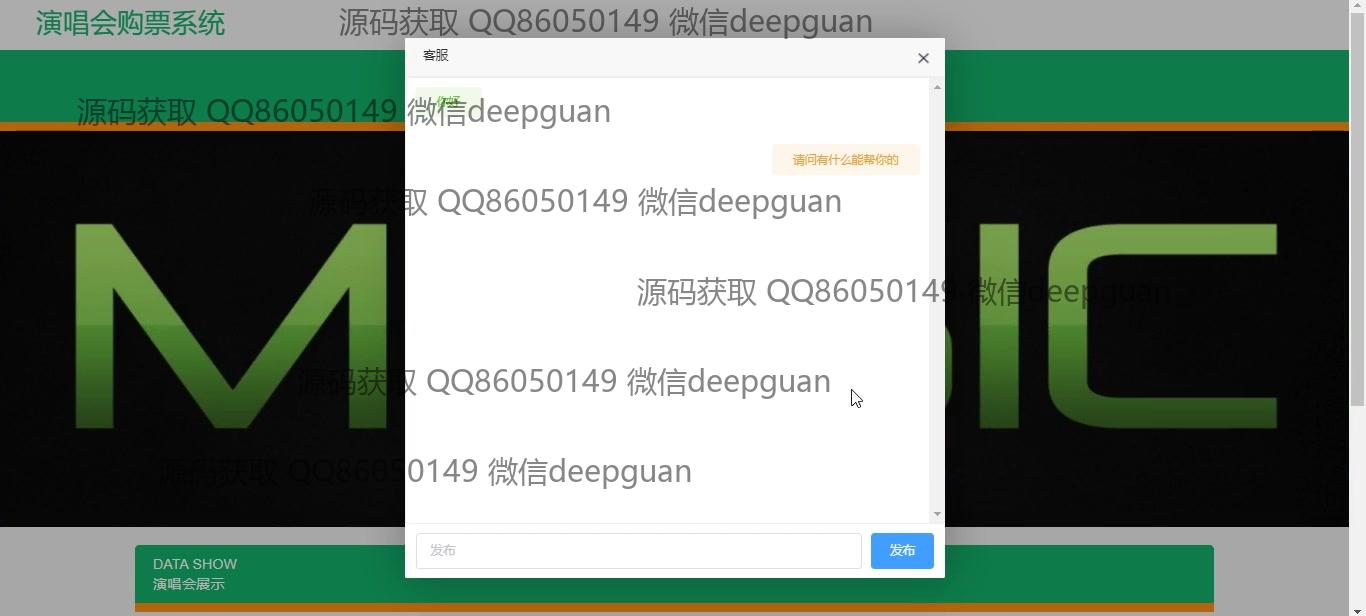 演唱会购票系统
源码获取 QQ86050149 微信deepguan
客服
你好
源码获取 QQ86050149 微信deepguan
请问有什么能帮你的
源码获取 QQ86050149 微信deepguan
源码获取 QQ86050149 微信deepguan
M
IC
源码获取 QQ86050149 微信deepguan
源码获取 QQ86050149 微信deepguan
发布
发布
DATA SHOW
演唱会展示